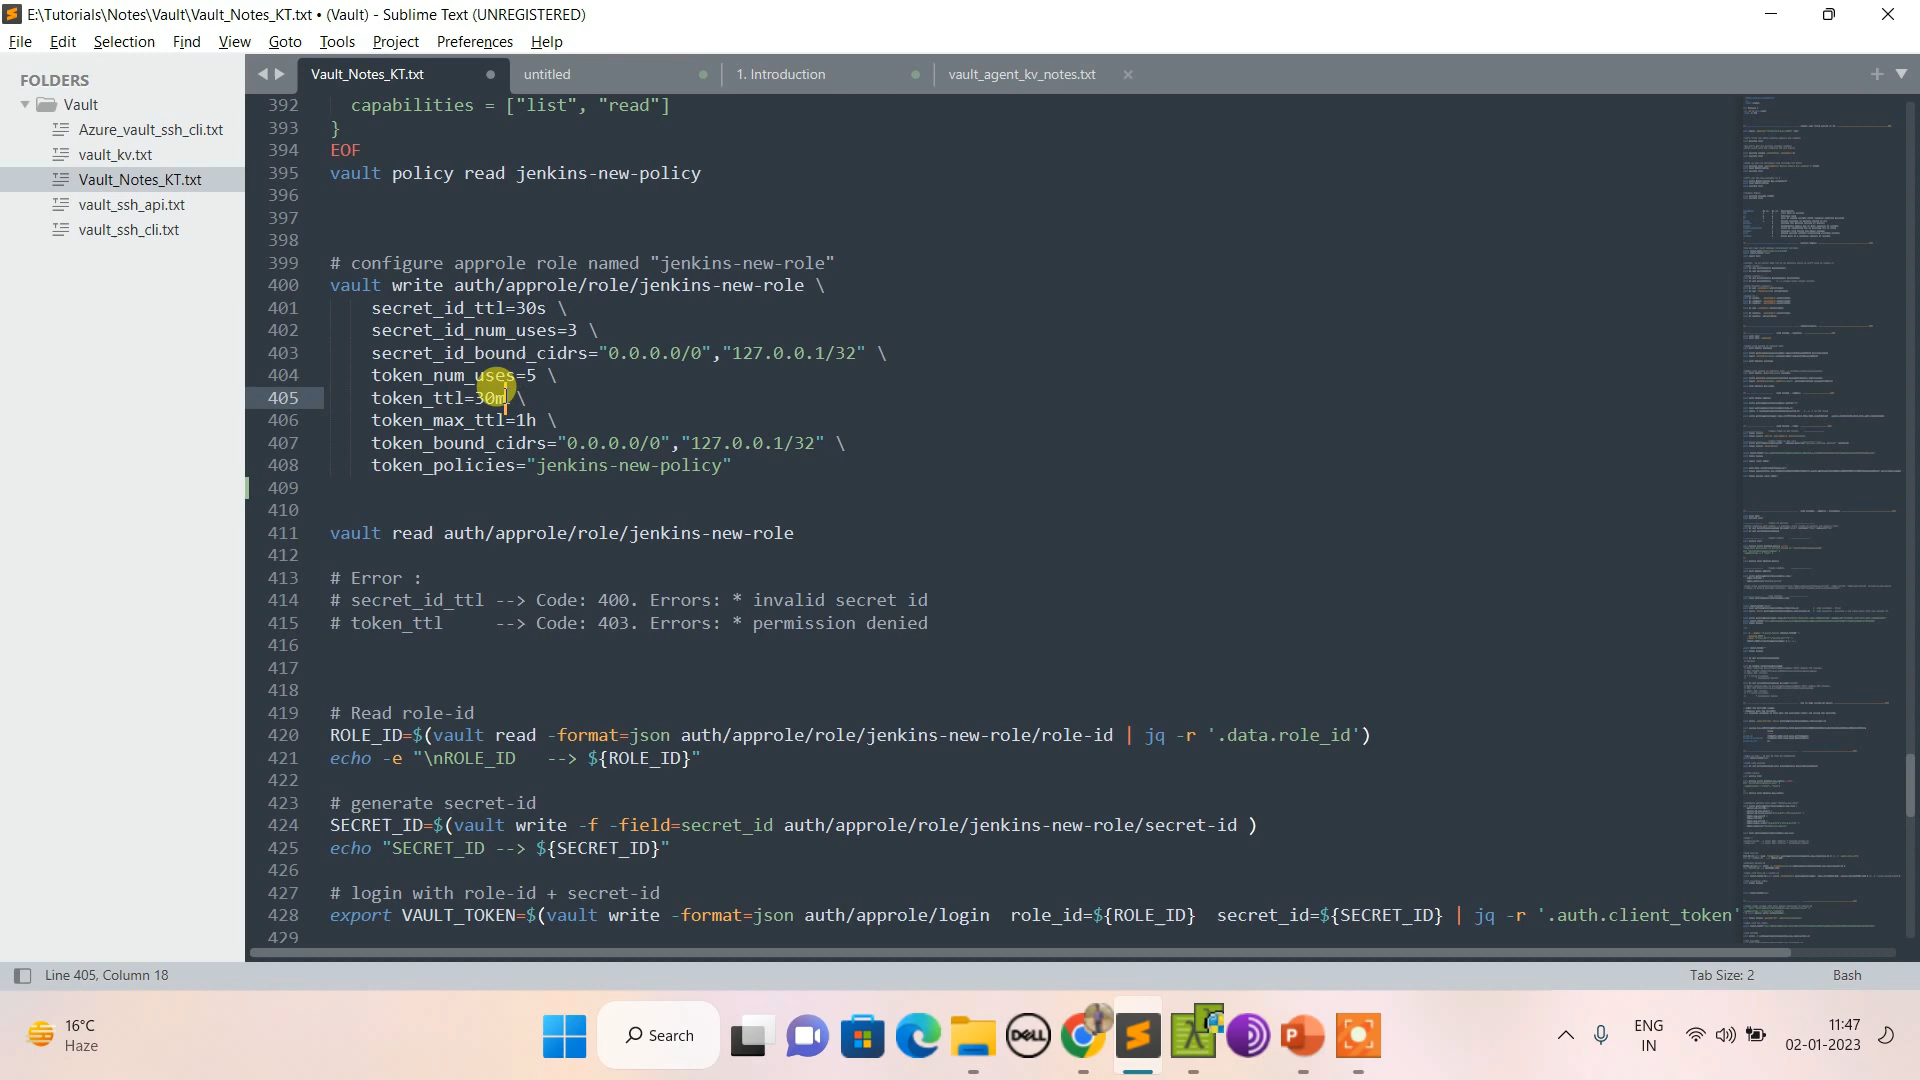 E:\Tutorials\Notes\Vault\Vault_Notes_KT.txt • (Vault) - Sublime Text (UNREGISTERED)
File Edit Selection Find View Goto Tools Project Preferences Help
FOLDERS
Vault
Azure_vault_ssh_cli.txt
vault_kv.txt
Vault_Notes_KT.txt
vault_ssh_api.txt
vault_ssh_cli.txt
Vault_Notes_KT.txt untitled 1. Introduction vault_agent_kv_notes.txt
392 capabilities = ["list", "read"]
393 }
394 EOF
395 vault policy read jenkins-new-policy
396
397
398
399 # configure approle role named "jenkins-new-role"
400 vault write auth/approle/role/jenkins-new-role \
401 secret_id_ttl=30s \
402 secret_id_num_uses=3 \
403 secret_id_bound_cidrs="0.0.0.0/0","127.0.0.1/32" \
404 token_num_uses=5 \
405 token_ttl=30m \
406 token_max_ttl=1h \
407 token_bound_cidrs="0.0.0.0/0","127.0.0.1/32" \
408 token_policies="jenkins-new-policy"
409
410
411 vault read auth/approle/role/jenkins-new-role
412
413 # Error :
414 # secret_id_ttl --> Code: 400. Errors: * invalid secret id
415 # token_ttl --> Code: 403. Errors: * permission denied
416
417
418
419 # Read role-id
420 ROLE_ID=$(vault read -format=json auth/approle/role/jenkins-new-role/role-id | jq -r '.data.role_id')
421 echo -e "\nROLE_ID --> ${ROLE_ID}"
422
423 # generate secret-id
424 SECRET_ID=$(vault write -f -field=secret_id auth/approle/role/jenkins-new-role/secret-id )
425 echo "SECRET_ID --> ${SECRET_ID}"
426
427 # login with role-id + secret-id
428 export VAULT_TOKEN=$(vault write -format=json auth/approle/login role_id=${ROLE_ID} secret_id=${SECRET_ID} | jq -r '.auth.client_token'
429
Line 405, Column 18 Tab Size: 2 Bash
16°C
Haze
Search
DELL
ENG
IN
11:47
02-01-2023